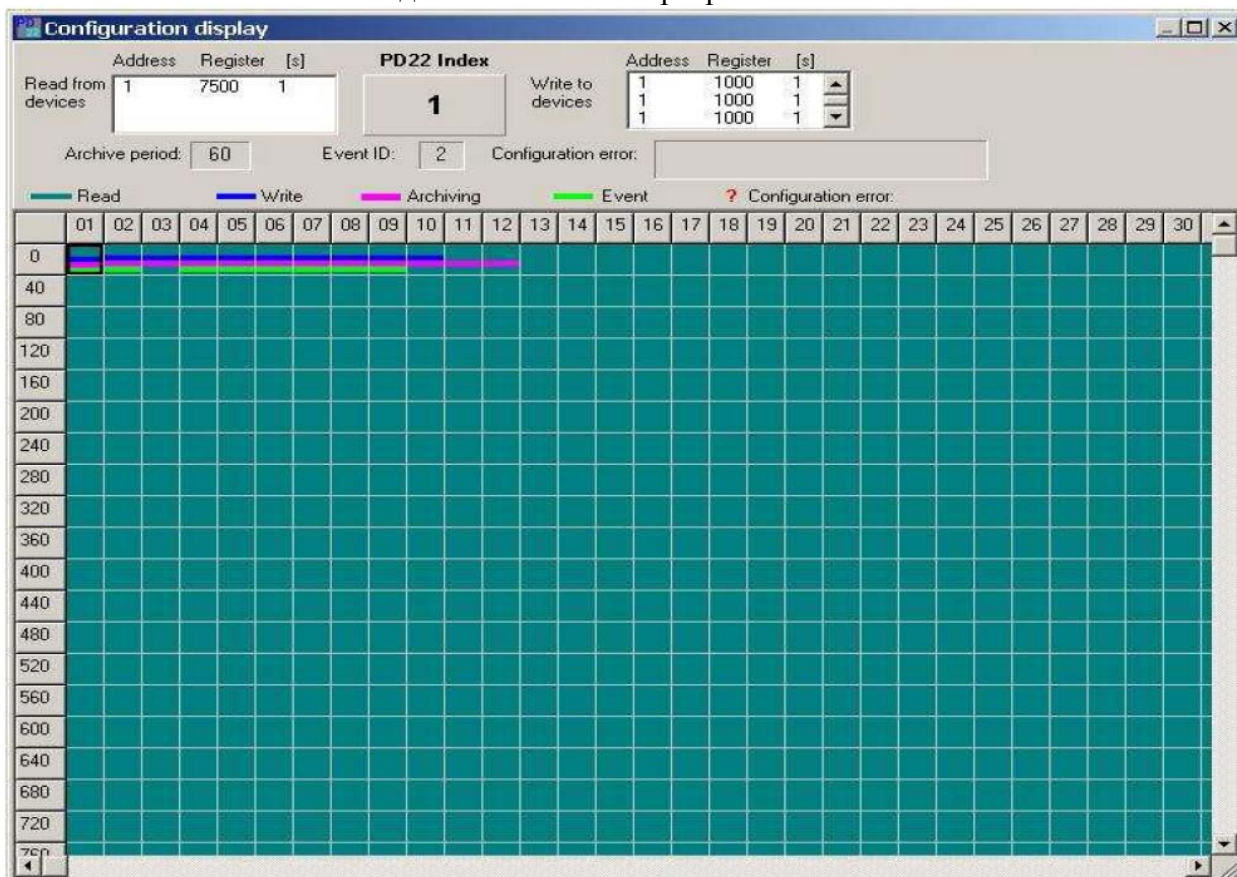 Configuration display
Address Register [s] PD22 Index Address Register [s]
Read from devices 1 7500 1 1 Write to devices 1 1000 1
1 1000 1
1 1000 1
Archive period: 60 Event ID: 2 Configuration error:
Read Write Archiving Event ? Configuration error:
01 02 03 04 05 06 07 08 09 10 11 12 13 14 15 16 17 18 19 20 21 22 23 24 25 26 27 28 29 30
0
40
80
120
160
200
240
280
320
360
400
440
480
520
560
600
640
680
720
760